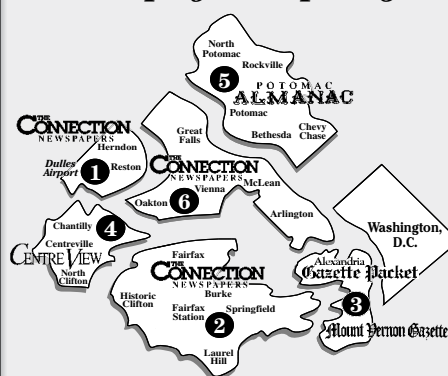 North
Potomac
Rockville
5
POTOMAC
ALMANAC
Potomac
Bethesda
Chevy
Chase
THE
CONNECTION
NEWSPAPERS
Herndon
Dulles
Airport
1
Reston
Great
Falls
THE
CONNECTION
NEWSPAPERS
Vienna
McLean
Oakton
6
Arlington
Washington,
D.C.
Chantilly
4
Centreville
CENTRE VIEW
North
Clifton
Fairfax
THE
CONNECTION
NEWSPAPERS
Burke
Historic
Clifton
Fairfax
Station
Springfield
2
Laurel
Hill
Alexandria
Gazette Packet
3
Mount Vernon Gazette